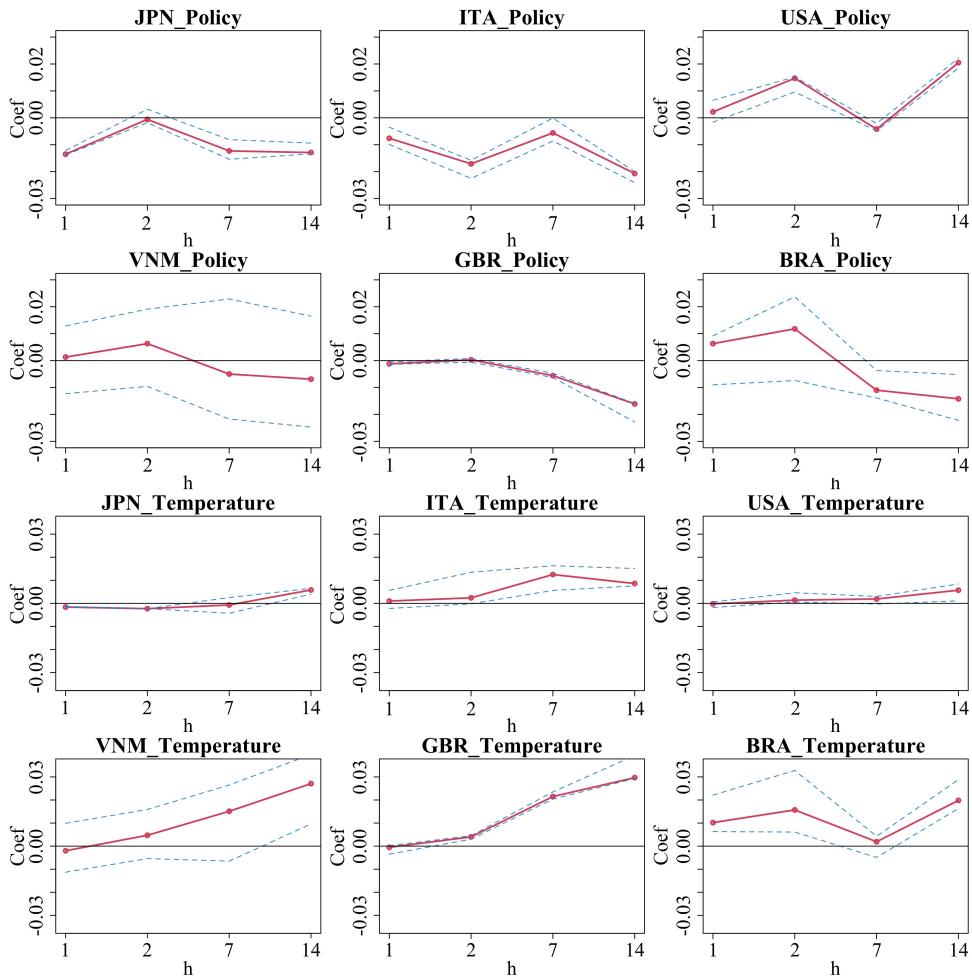 JPN_Policy ITA_Policy USA_Policy
Coef 0.02 0.00 -0.03 Coef 0.02 0.00 -0.03 Coef 0.02 0.00 -0.03
1 2 7 14 1 2 7 14 1 2 7 14
h h h
VNM_Policy GBR_Policy BRA_Policy
Coef 0.02 0.00 -0.03 Coef 0.02 0.00 -0.03 Coef 0.02 0.00 -0.03
1 2 7 14 1 2 7 14 1 2 7 14
h h h
JPN_Temperature ITA_Temperature USA_Temperature
Coef 0.03 0.00 -0.03 Coef 0.03 0.00 -0.03 Coef 0.03 0.00 -0.03
1 2 7 14 1 2 7 14 1 2 7 14
h h h
VNM_Temperature GBR_Temperature BRA_Temperature
Coef 0.03 0.00 -0.03 Coef 0.03 0.00 -0.03 Coef 0.03 0.00 -0.03
1 2 7 14 1 2 7 14 1 2 7 14
h h h